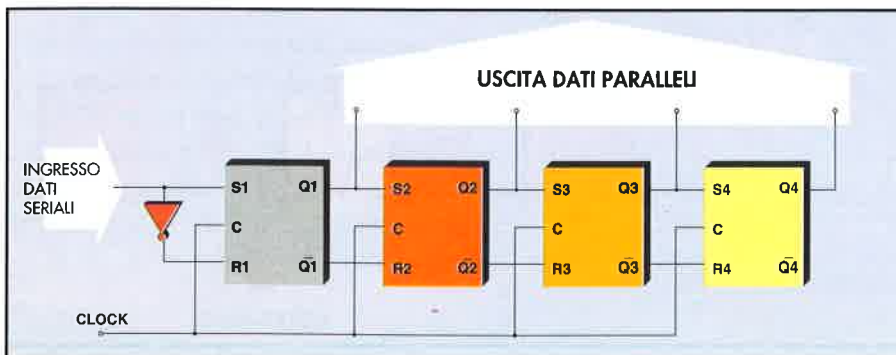 USCITA DATI PARALLELI
INGRESSO
DATI
SERIALI
S1 Q1
C
R1 Q̅1
S2 Q2
C
R2 Q̅2
S3 Q3
C
R3 Q̅3
S4 Q4
C
R4 Q̅4
CLOCK